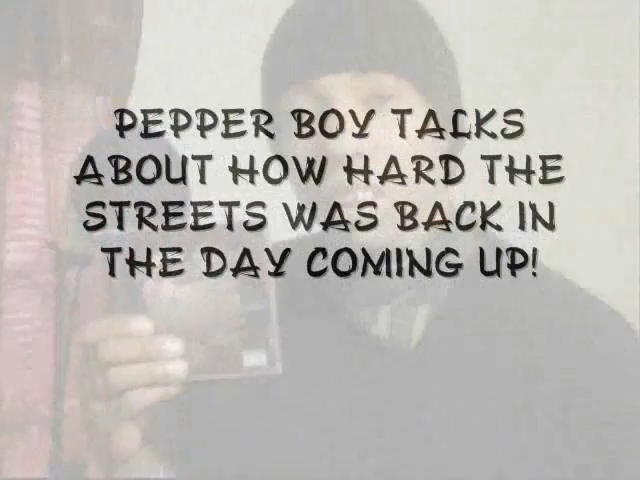 PEPPER BOY TALKS
ABOUT HOW HARD THE
STREETS WAS BACK IN
THE DAY COMING UP!